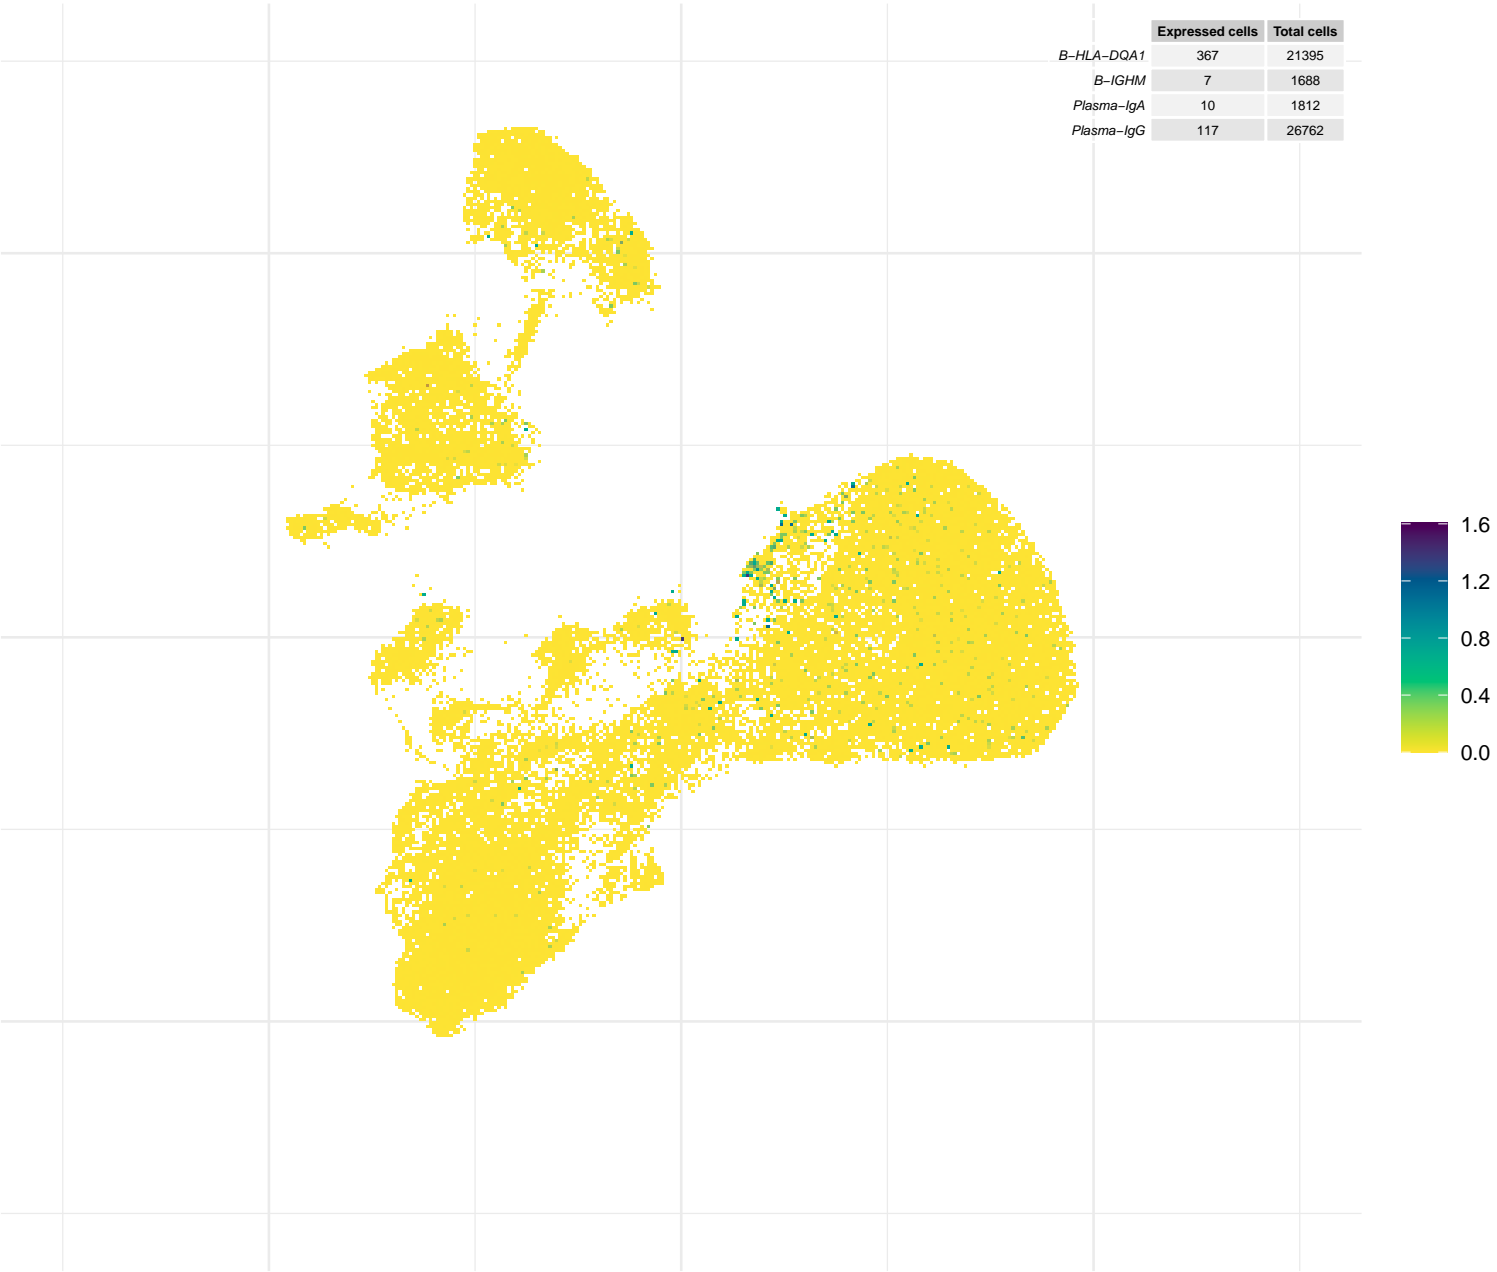 Expressed cells Total cells
B−HLA−DQA1 367 21395
B−IGHM 7 1688
Plasma−IgA 10 1812
Plasma−IgG 117 26762
1.6
1.2
0.8
0.4
0.0